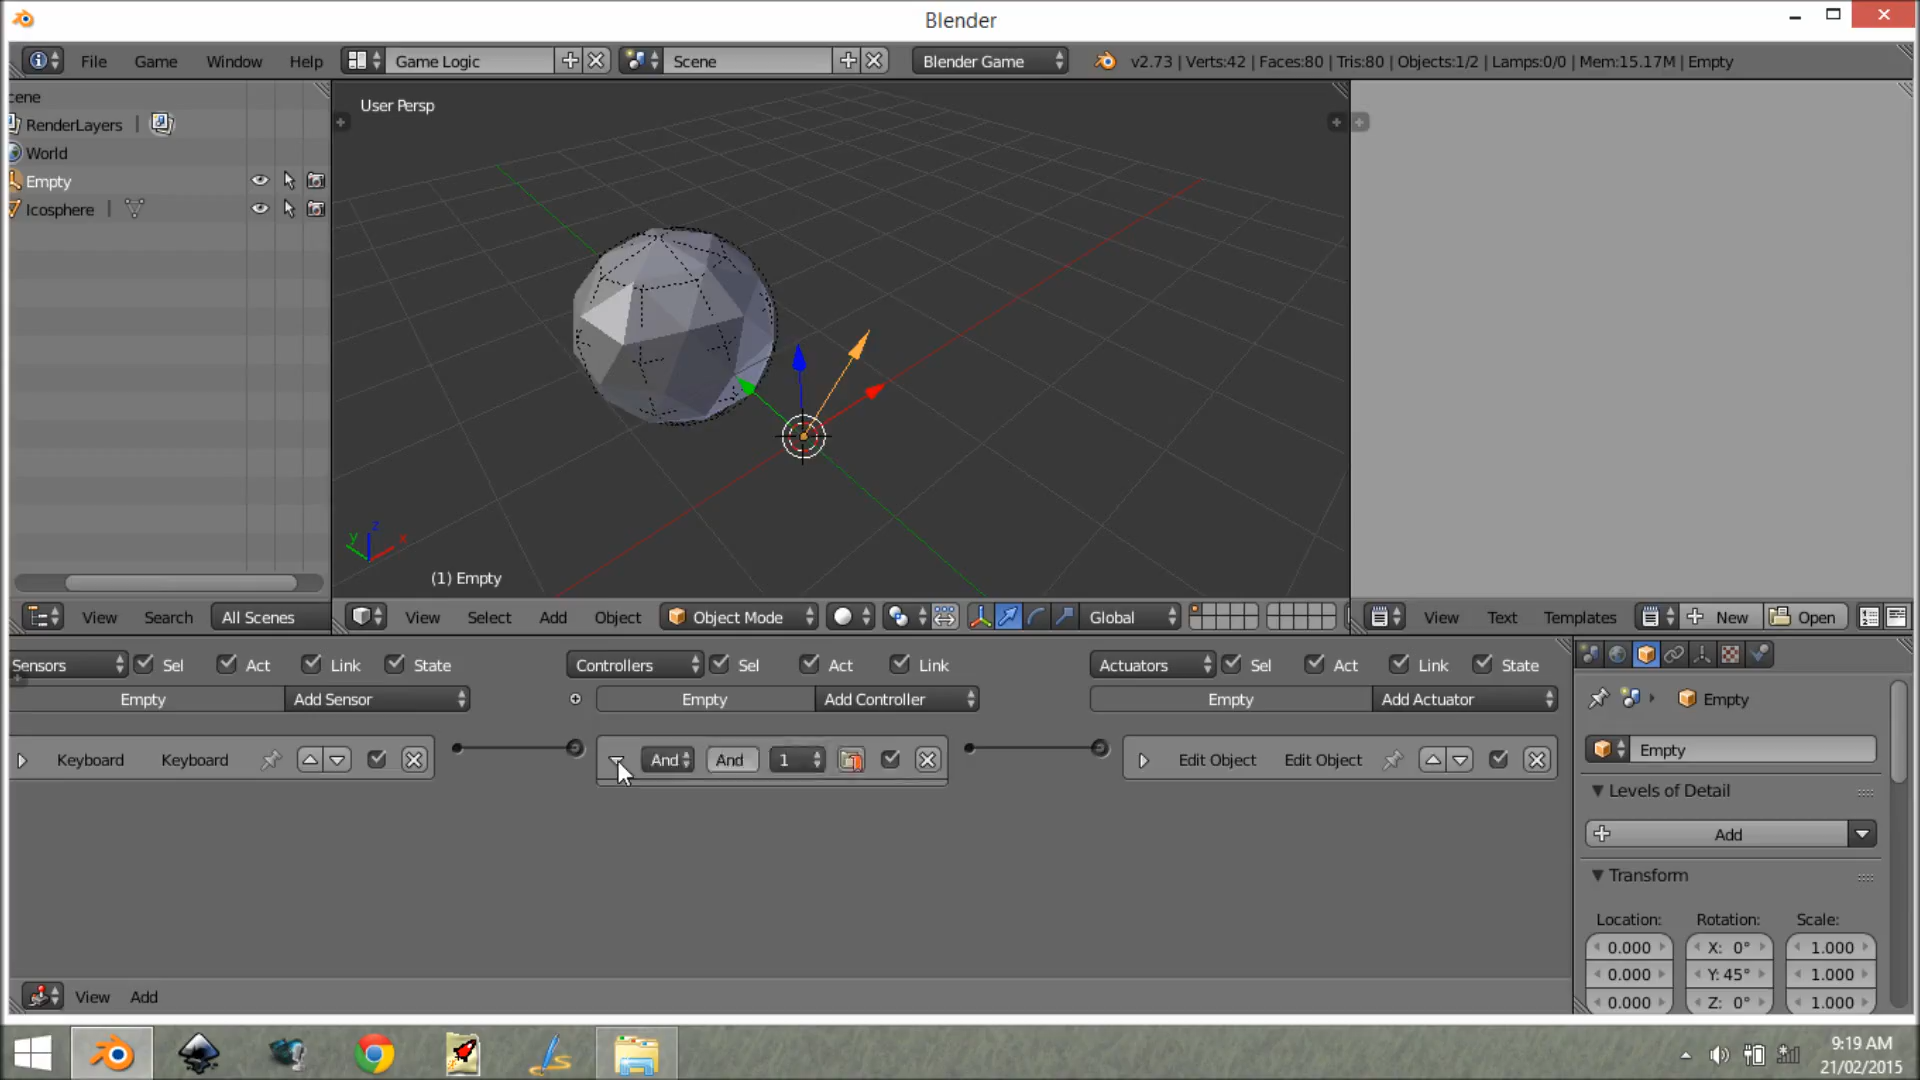 Blender
File Game Window Help Game Logic Scene Blender Game v2.73 | Verts:42 | Faces:80 | Tris:80 | Objects:1/2 | Lamps:0/0 | Mem:15.17M | Empty
cene
RenderLayers |
World
Empty
Icosphere |
User Persp
z
y x
(1) Empty
View Search All Scenes
View Select Add Object Object Mode Global
View Text Templates New Open
Sensors Sel Act Link State
Controllers Sel Act Link
Actuators Sel Act Link State
Empty Add Sensor
Empty Add Controller
Empty Add Actuator
Keyboard Keyboard
And And 1
Edit Object Edit Object
Empty
Empty
Levels of Detail
Add
Transform
Location: Rotation: Scale:
0.000 X: 0° 1.000
0.000 Y: 45° 1.000
0.000 Z: 0° 1.000
View Add
9:19 AM
21/02/2015